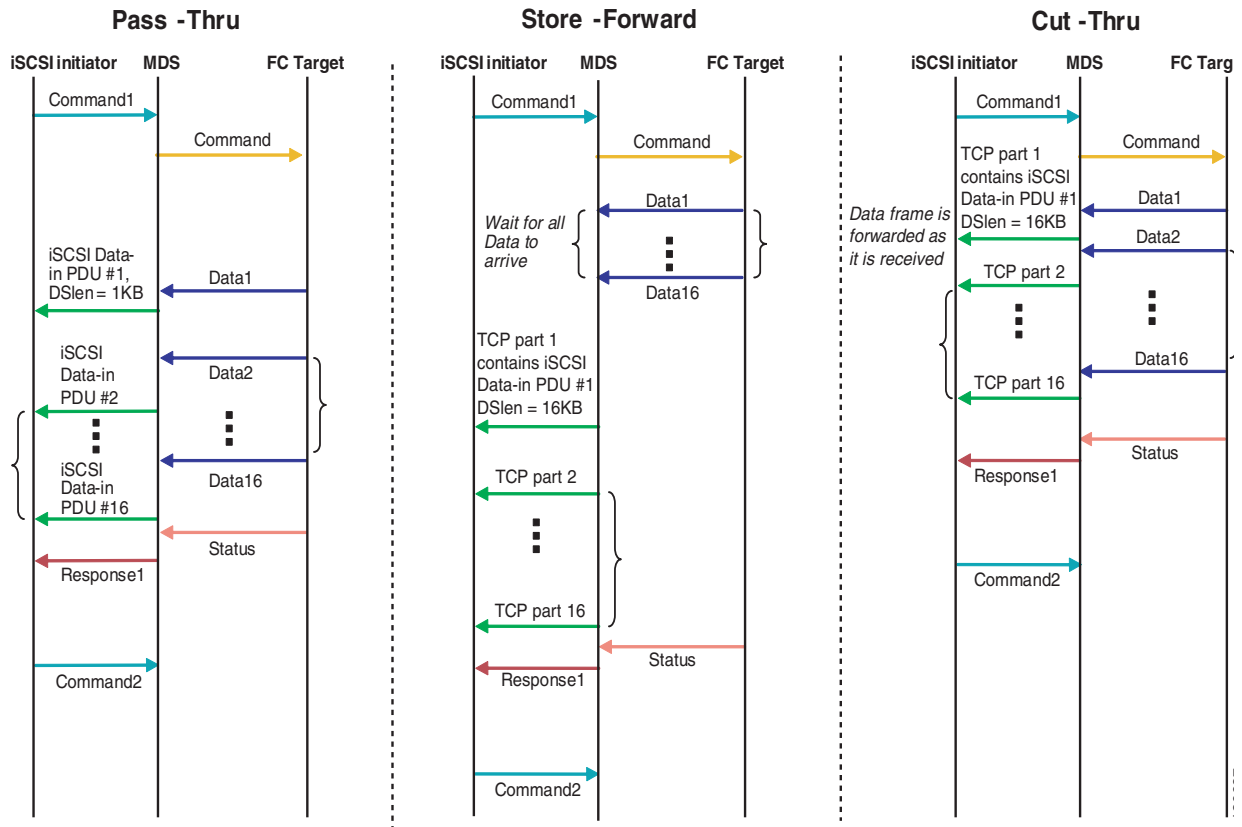 Pass -Thru
iSCSI initiator MDS FC Target
Command1
Command
iSCSI Data-
in PDU #1,
DSlen = 1KB
Data1
iSCSI
Data-in
PDU #2
Data2
iSCSI
Data-in
PDU #16
Data16
Status
Response1
Command2
Store -Forward
iSCSI initiator MDS FC Target
Command1
Command
Data1
Wait for all
Data to
arrive
Data16
TCP part 1
contains iSCSI
Data-in PDU #1
DSlen = 16KB
TCP part 2
TCP part 16
Status
Response1
Command2
Cut -Thru
iSCSI initiator MDS FC Targ
Command1
Command
TCP part 1
contains iSCSI
Data-in PDU #1
DSlen = 16KB
Data1
Data frame is
forwarded as
it is received
Data2
TCP part 2
Data16
TCP part 16
Status
Response1
Command2